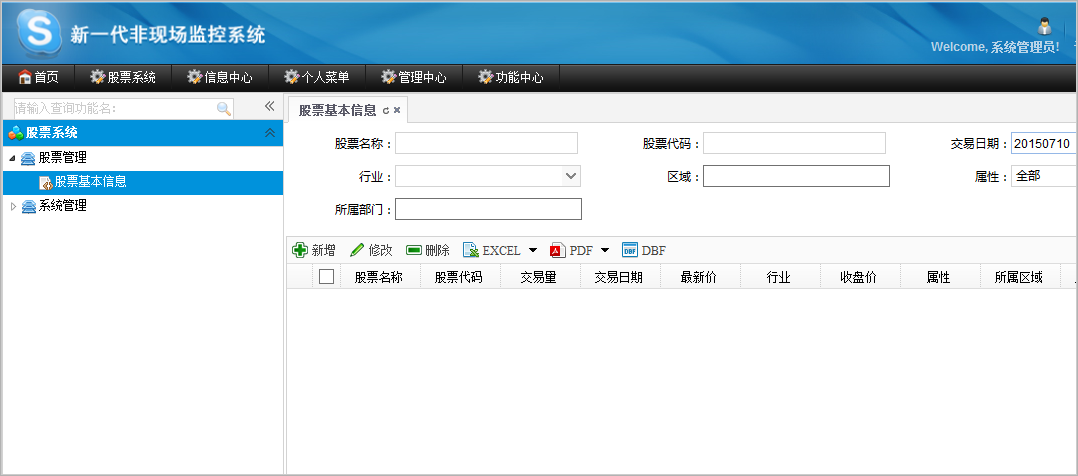 S 新一代非现场监控系统
Welcome, 系统管理员!
首页 股票系统 信息中心 个人菜单 管理中心 功能中心
请输入查询功能名:
股票系统
股票管理
股票基本信息
系统管理
股票基本信息
股票名称： 股票代码： 交易日期：20150710
行业： 区域： 属性：全部
所属部门：
新增 修改 删除 EXCEL PDF DBF DBF
股票名称 股票代码 交易量 交易日期 最新价 行业 收盘价 属性 所属区域